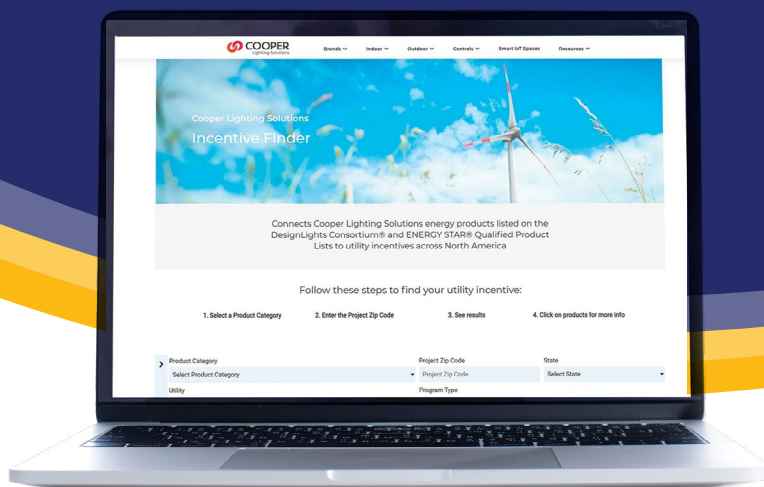 COOPER
Lighting Solutions
Brands
Indoor
Outdoor
Controls
Smart IoT Spaces
Resources
Cooper Lighting Solutions
Incentive Finder
Connects Cooper Lighting Solutions energy products listed on the
DesignLights Consortium® and ENERGY STAR® Qualified Product
Lists to utility incentives across North America
Follow these steps to find your utility incentive:
1. Select a Product Category
2. Enter the Project Zip Code
3. See results
4. Click on products for more info
Product Category
Project Zip Code
State
Select Product Category
Project Zip Code
Select State
Utility
Program Type